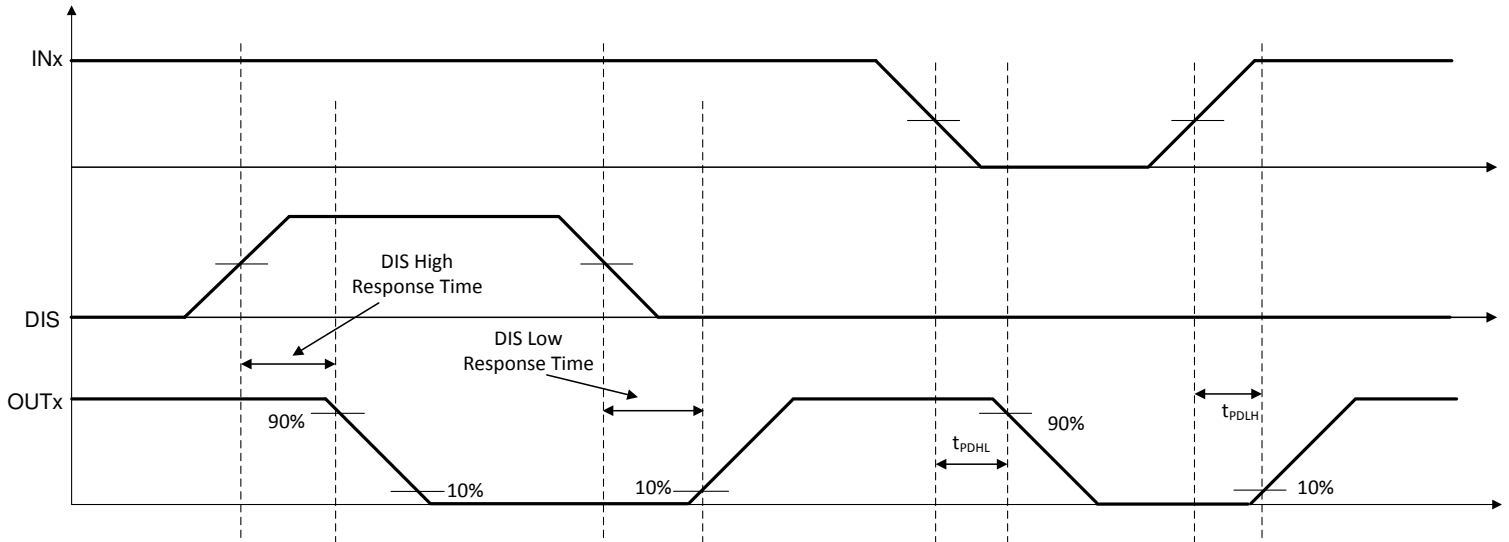 INx
DIS High
Response Time
DIS
DIS Low
Response Time
OUTx
90%
10%
10%
tPDHL
90%
tPDLH
10%